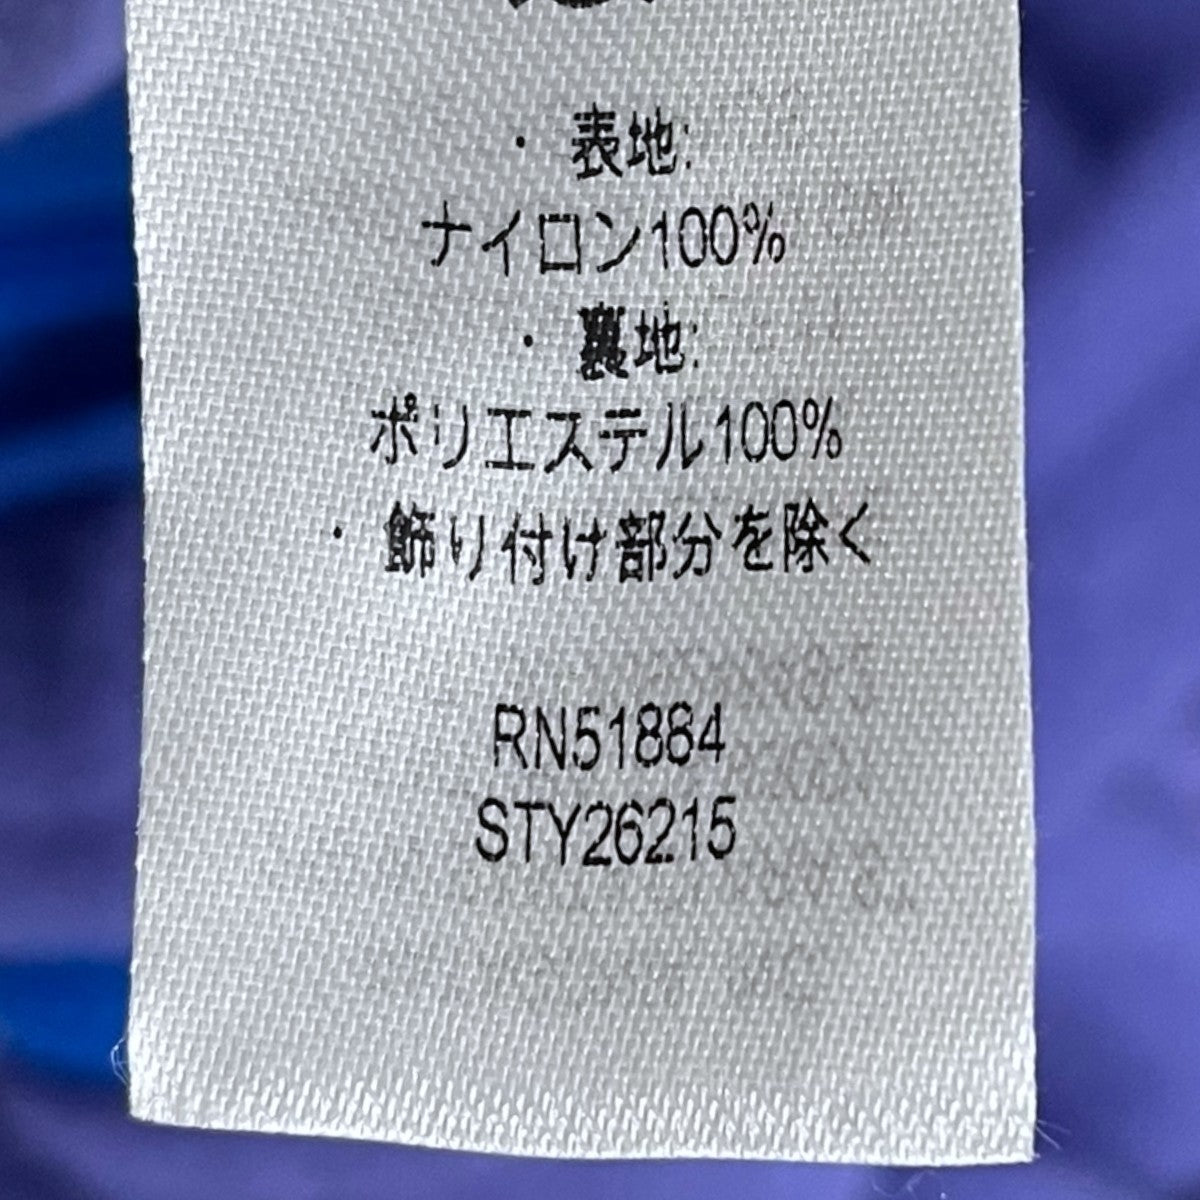 ・ 表地:
ナイロン100%
・ 裏地:
ポリエステル100%
・ 飾り付け部分を除く
RN51884
STY26215